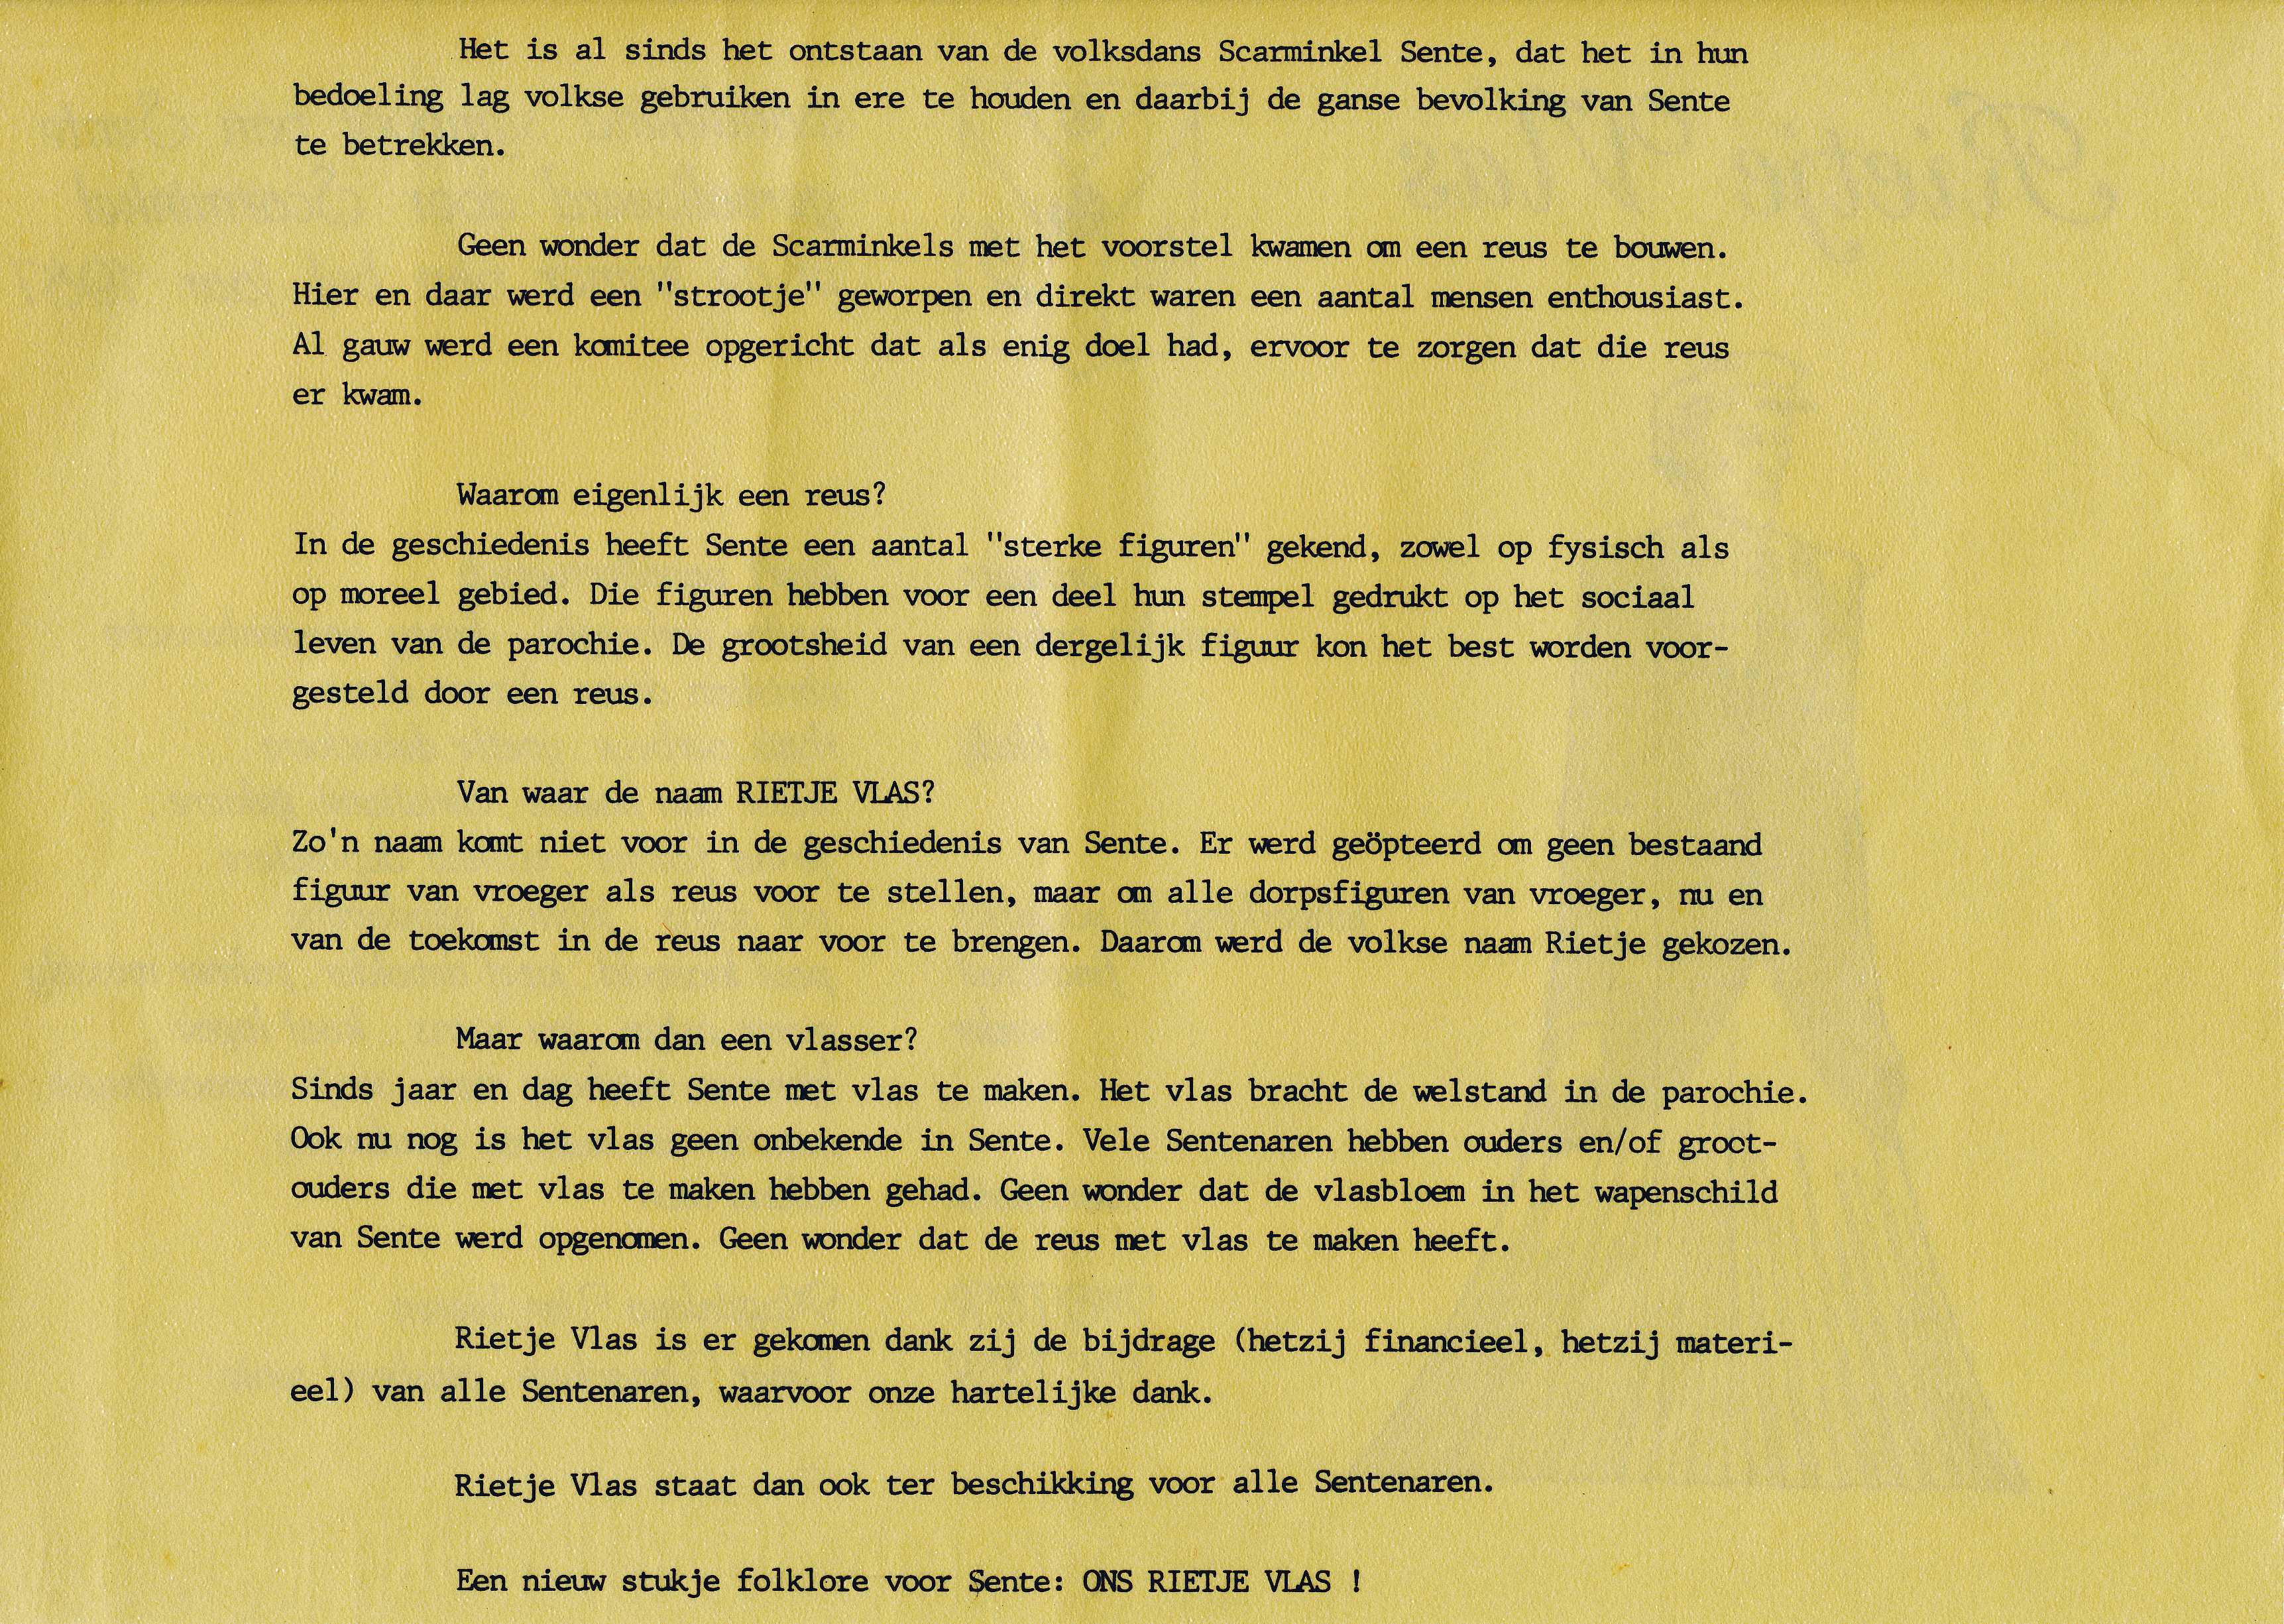 Het is al sinds het ontstaan van de volksdans Scarminkel Sente, dat het in hun
bedoeling lag volkse gebruiken in ere te houden en daarbij de ganse bevolking van Sente
te betrekken.
Geen wonder dat de Scarminkels met het voorstel kwamen om een reus te bouwen.
Hier en daar werd een "strootje" geworpen en direkt waren een aantal mensen enthousiast.
Al gauw werd een komitee opgericht dat als enig doel had, ervoor te zorgen dat die reus
er kwam.
Waarom eigenlijk een reus?
In de geschiedenis heeft Sente een aantal "sterke figuren" gekend, zowel op fysisch als
op moreel gebied. Die figuren hebben voor een deel hun stempel gedrukt op het sociaal
leven van de parochie. De grootsheid van een dergelijk figuur kon het best worden voor-
gesteld door een reus.
Van waar de naam RIETJE VLAS?
Zo'n naam komt niet voor in de geschiedenis van Sente. Er werd geöpteerd om geen bestaand
figuur van vroeger als reus voor te stellen, maar om alle dorpsfiguren van vroeger, nu en
van de toekomst in de reus naar voor te brengen. Daarom werd de volkse naam Rietje gekozen.
Maar waarom dan een vlasser?
Sinds jaar en dag heeft Sente met vlas te maken. Het vlas bracht de welstand in de parochie.
Ook nu nog is het vlas geen onbekende in Sente. Vele Sentenaren hebben ouders en/of groot-
ouders die met vlas te maken hebben gehad. Geen wonder dat de vlasbloem in het wapenschild
van Sente werd opgenomen. Geen wonder dat de reus met vlas te maken heeft.
Rietje Vlas is er gekomen dank zij de bijdrage (hetzij financieel, hetzij materi-
eel) van alle Sentenaren, waarvoor onze hartelijke dank.
Rietje Vlas staat dan ook ter beschikking voor alle Sentenaren.
Een nieuw stukje folklore voor Sente: ONS RIETJE VLAS !